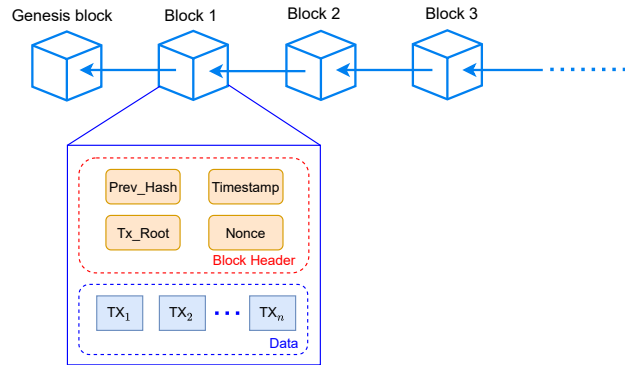 Genesis block
Block 1
Block 2
Block 3
Prev_Hash
Timestamp
Tx_Root
Nonce
Block Header
TX₁
TX₂
TXₙ
Data